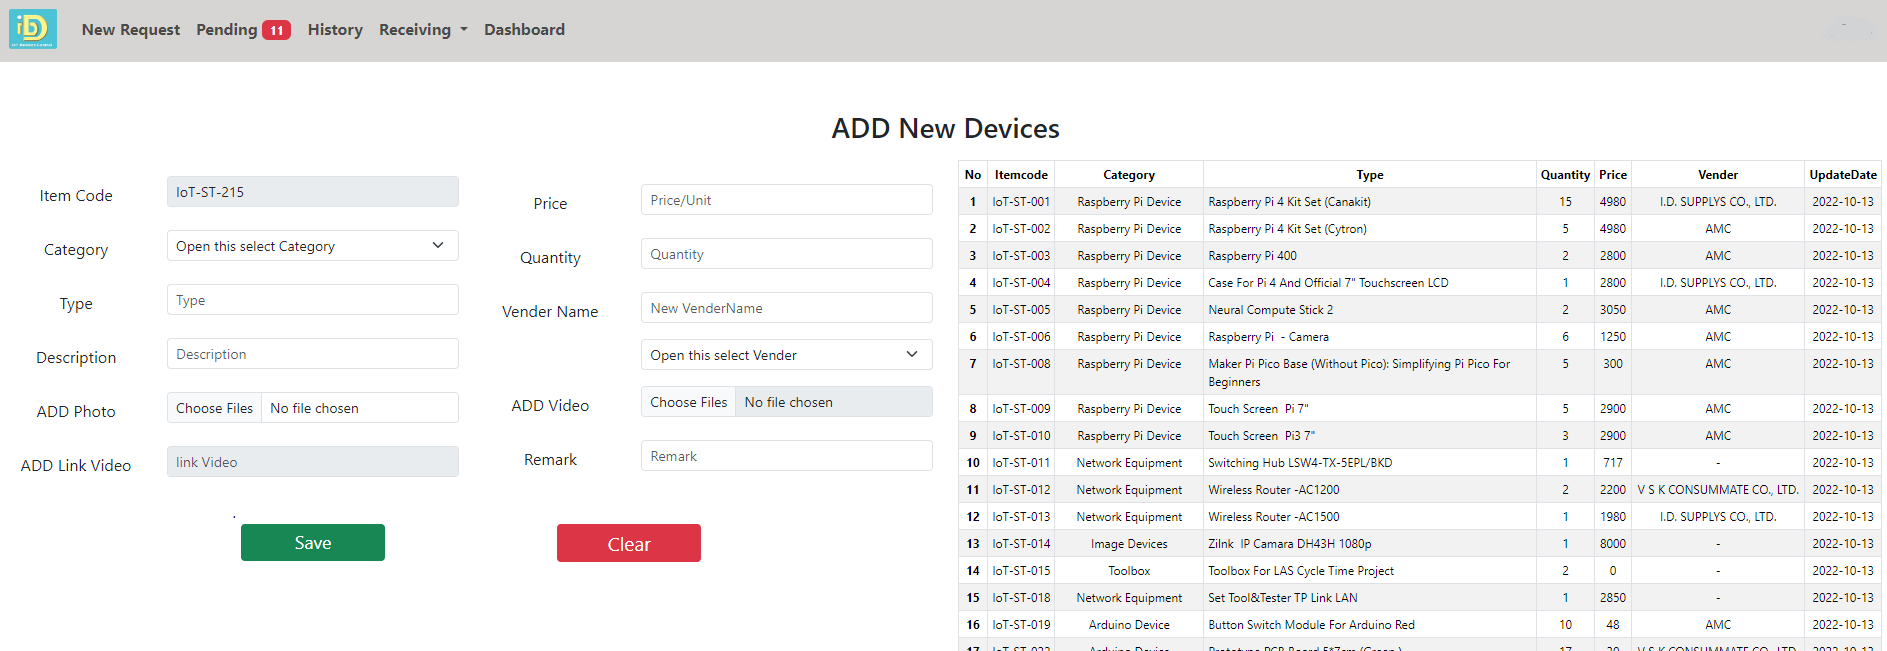 iDD
New Request Pending 11 History Receiving Dashboard
ADD New Devices
Item Code IoT-ST-215
Category Open this select Category
Type Type
Description Description
ADD Photo Choose Files No file chosen
ADD Link Video link Video
Price Price/Unit
Quantity Quantity
Vender Name New VenderName
Open this select Vender
ADD Video Choose Files No file chosen
Remark Remark
Save Clear
No Itemcode Category Type Quantity Price Vender UpdateDate
1 IoT-ST-001 Raspberry Pi Device Raspberry Pi 4 Kit Set (Canakit) 15 4980 I.D. SUPPLYS CO., LTD. 2022-10-13
2 IoT-ST-002 Raspberry Pi Device Raspberry Pi 4 Kit Set (Cytron) 5 4980 AMC 2022-10-13
3 IoT-ST-003 Raspberry Pi Device Raspberry Pi 400 2 2800 AMC 2022-10-13
4 IoT-ST-004 Raspberry Pi Device Case For Pi 4 And Official 7" Touchscreen LCD 1 2800 I.D. SUPPLYS CO., LTD. 2022-10-13
5 IoT-ST-005 Raspberry Pi Device Neural Compute Stick 2 2 3050 AMC 2022-10-13
6 IoT-ST-006 Raspberry Pi Device Raspberry Pi - Camera 6 1250 AMC 2022-10-13
7 IoT-ST-008 Raspberry Pi Device Maker Pi Pico Base (Without Pico): Simplifying Pi Pico For 5 300 AMC 2022-10-13
Beginners
8 IoT-ST-009 Raspberry Pi Device Touch Screen Pi 7" 5 2900 AMC 2022-10-13
9 IoT-ST-010 Raspberry Pi Device Touch Screen Pi3 7" 3 2900 AMC 2022-10-13
10 IoT-ST-011 Network Equipment Switching Hub LSW4-TX-5EPL/BKD 1 717 - 2022-10-13
11 IoT-ST-012 Network Equipment Wireless Router -AC1200 2 2200 V S K CONSUMMATE CO., LTD. 2022-10-13
12 IoT-ST-013 Network Equipment Wireless Router -AC1500 1 1980 I.D. SUPPLYS CO., LTD. 2022-10-13
13 IoT-ST-014 Image Devices Zilnk IP Camara DH43H 1080p 1 8000 - 2022-10-13
14 IoT-ST-015 Toolbox Toolbox For LAS Cycle Time Project 2 0 - 2022-10-13
15 IoT-ST-018 Network Equipment Set Tool&Tester TP Link LAN 1 2850 - 2022-10-13
16 IoT-ST-019 Arduino Device Button Switch Module For Arduino Red 10 48 AMC 2022-10-13